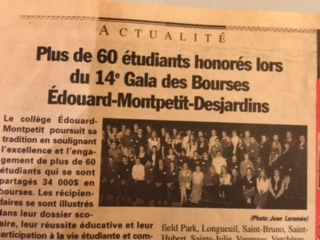 ACTUALITÉ
Plus de 60 étudiants honorés lors
du 14e Gala des Bourses
Édouard-Montpetit-Desjardins
Le collège Édouard-
Montpetit poursuit sa
tradition en soulignant
l'excellence et l'enga-
gement de plus de 60
étudiants qui se sont
partagés 34 000$ en
bourses. Les récipien-
daires se sont illustrés
dans leur dossier sco-
laire, leur réussite éducative et leur
participation à la vie étudiante et com-
(Photo: Jean Laramée)
field Park, Longueuil, Saint-Bruno, Saint-
Hubert, Sainte-Julie, Varennes, Verchères